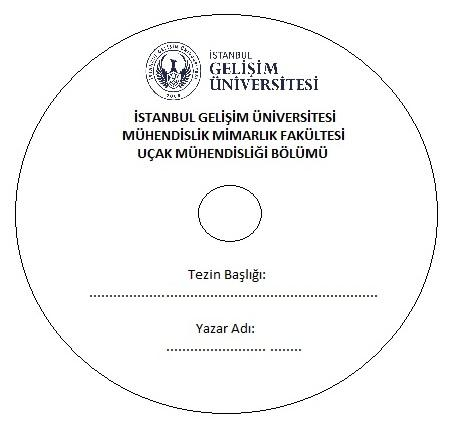 İSTANBUL
GELİŞİM
ÜNİVERSİTESİ
İSTANBUL GELİŞİM ÜNİVERSİTESİ
MÜHENDİSLİK MİMARLIK FAKÜLTESİ
UÇAK MÜHENDİSLİĞİ BÖLÜMÜ
Tezin Başlığı:
Yazar Adı: